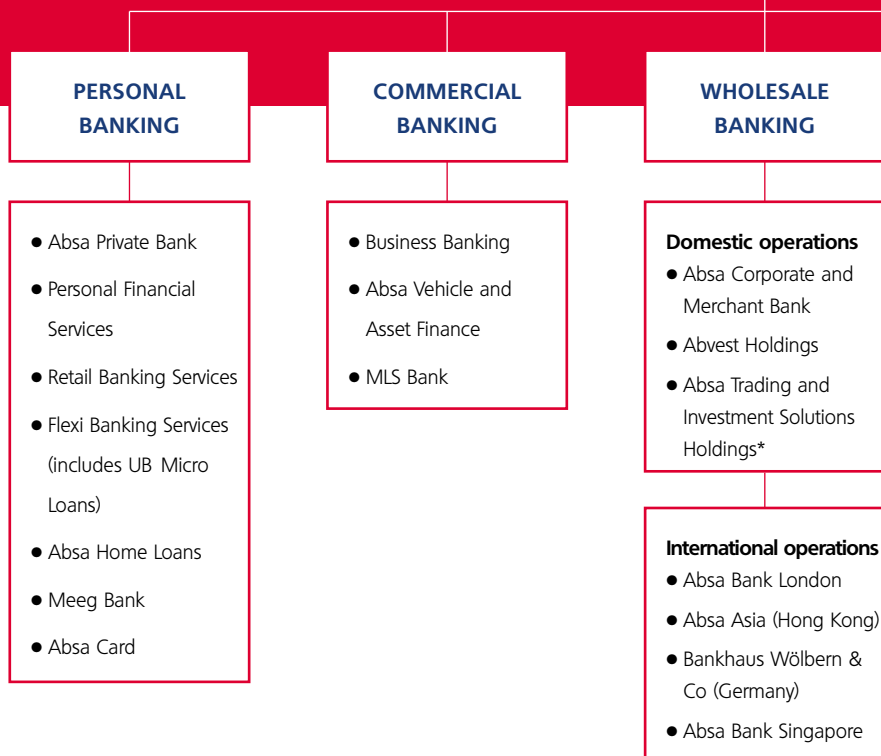 PERSONAL
BANKING
● Absa Private Bank
● Personal Financial
Services
● Retail Banking Services
● Flexi Banking Services
(includes UB Micro
Loans)
● Absa Home Loans
● Meeg Bank
● Absa Card
COMMERCIAL
BANKING
● Business Banking
● Absa Vehicle and
Asset Finance
● MLS Bank
WHOLESALE
BANKING
Domestic operations
● Absa Corporate and
Merchant Bank
● Abvest Holdings
● Absa Trading and
Investment Solutions
Holdings*
International operations
● Absa Bank London
● Absa Asia (Hong Kong)
● Bankhaus Wölbern &
Co (Germany)
● Absa Bank Singapore